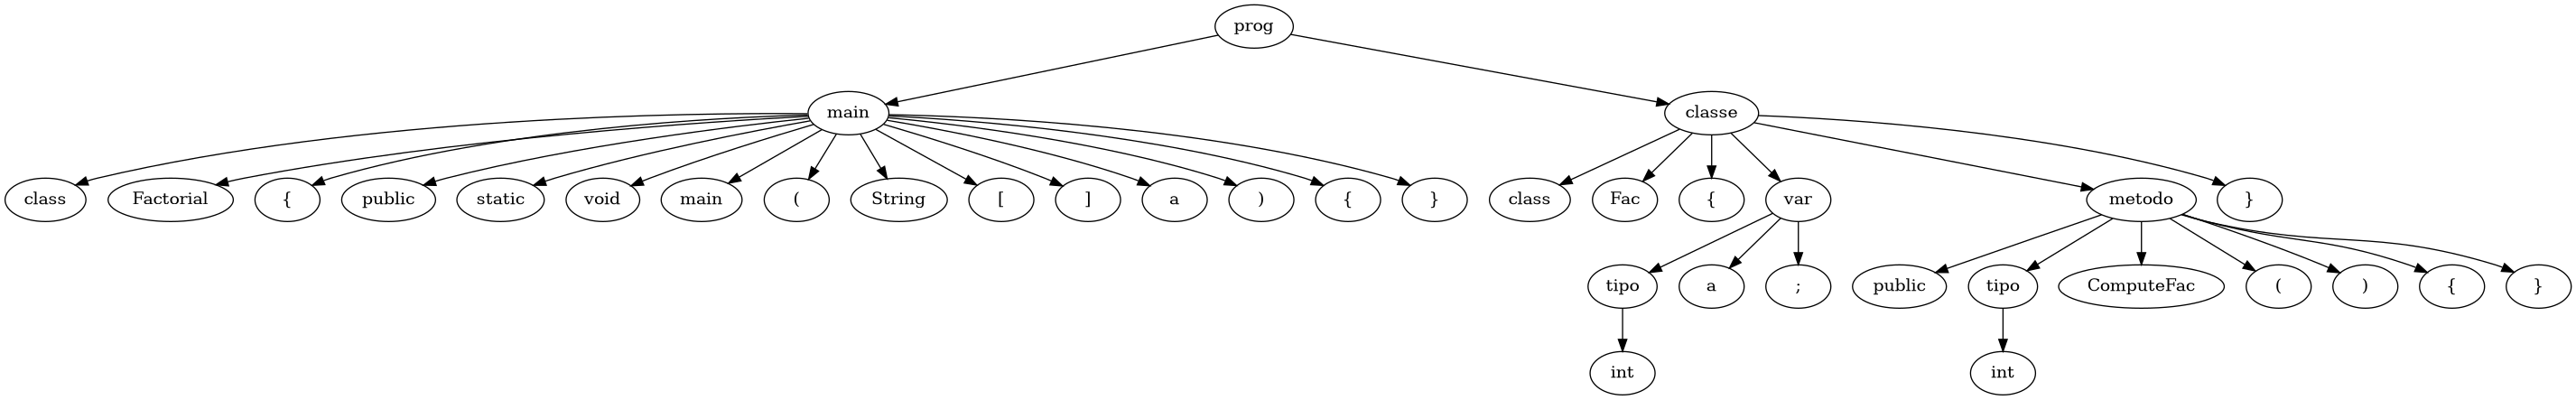 prog
main classe
class Factorial { public static void main ( String [ ] a ) { } class Fac { var metodo }
tipo a ; public tipo ComputeFac ( ) { }
int int